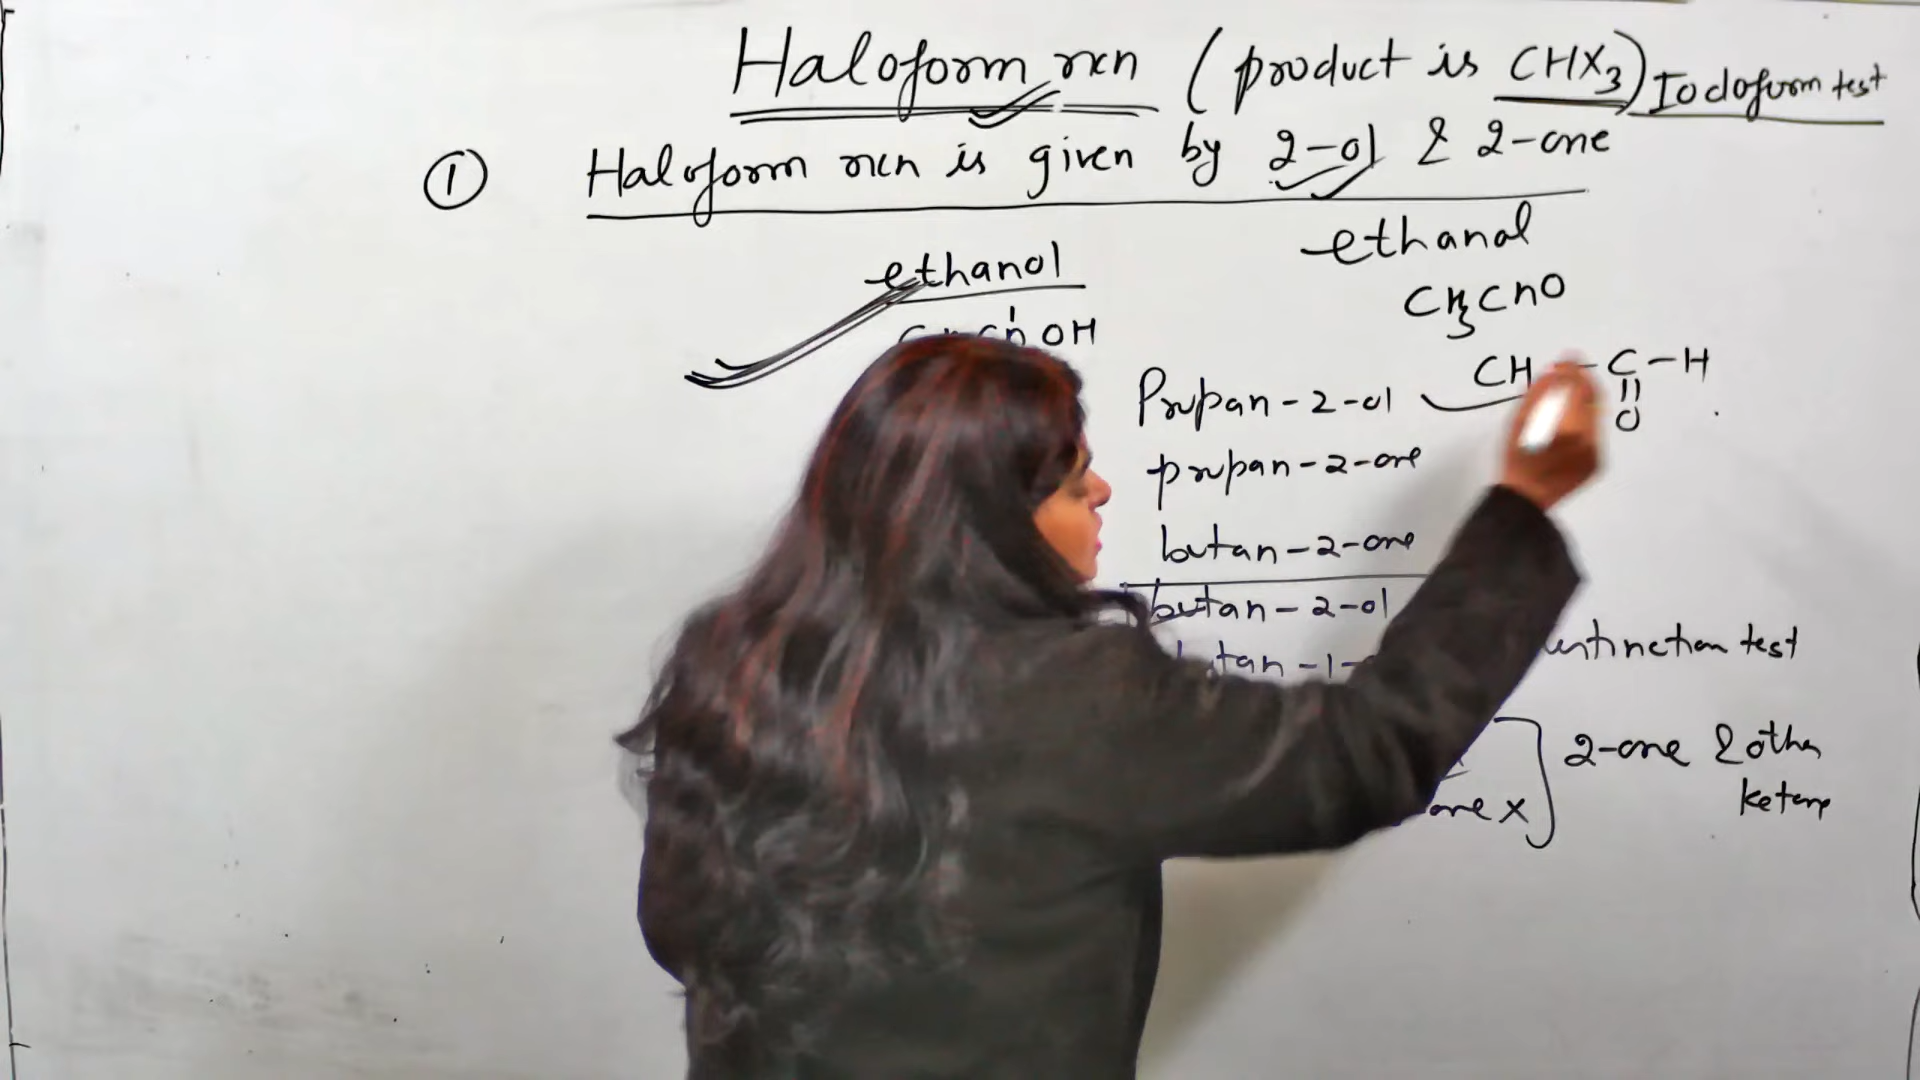 Haloform rxn (product is CHX3) Iodoform test
① Haloform rxn is given by 2-ol & 2-one
ethanol
OH
ethanal
CH3CHO
CH - C - H
||
O
Propan-2-ol
propan-2-one
butan-2-one
butan-2-ol
-1-
test
2-one & other
ketone
one x